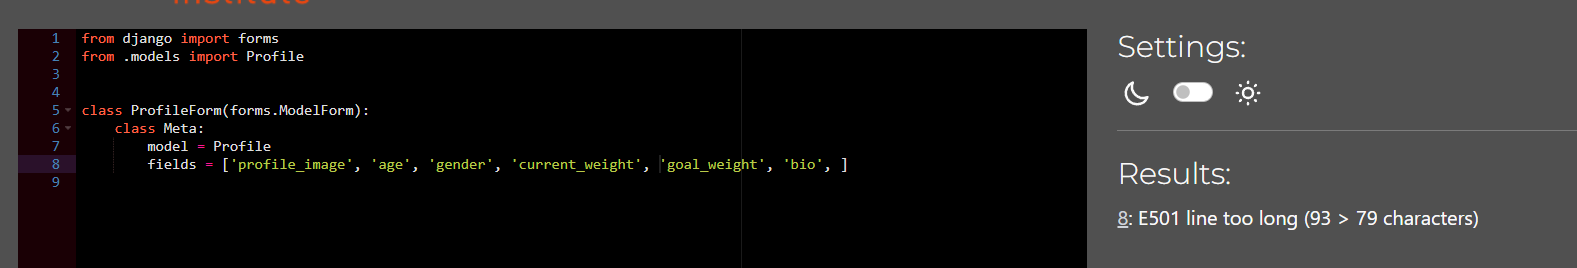 1 from django import forms
2 from .models import Profile
3
4
5 class ProfileForm(forms.ModelForm):
6 class Meta:
7 model = Profile
8 fields = ['profile_image', 'age', 'gender', 'current_weight', 'goal_weight', 'bio', ]
9
Settings:
Results:
8: E501 line too long (93 > 79 characters)